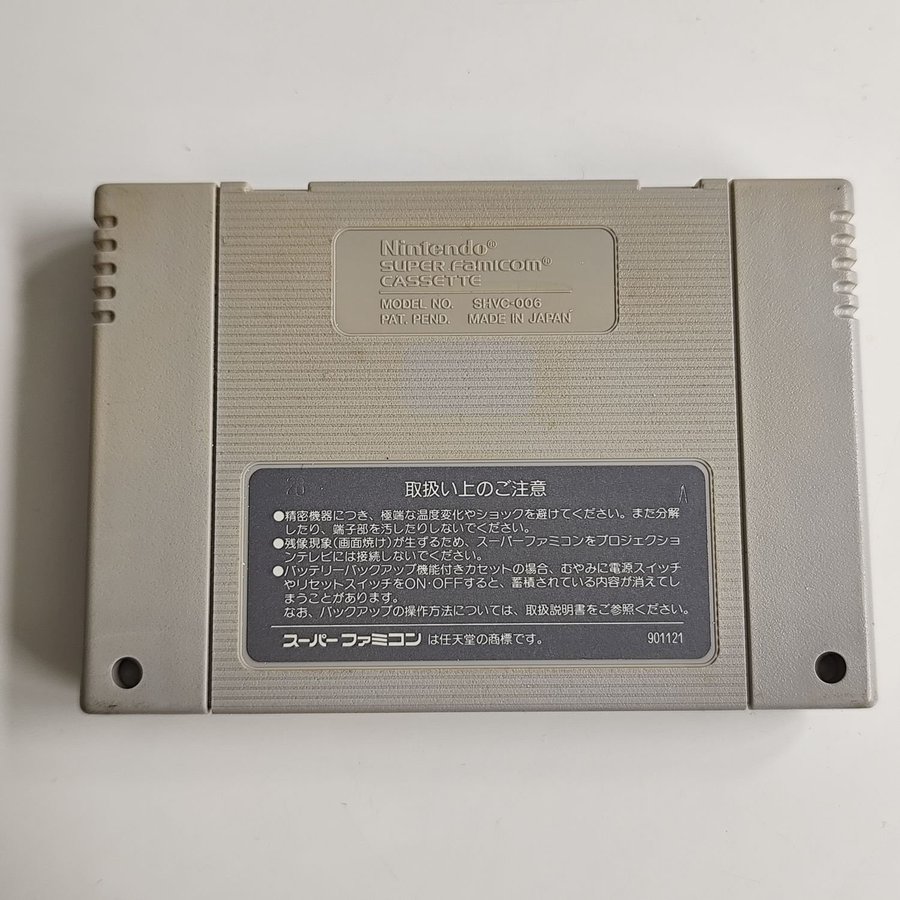 Nintendo®
SUPER FAMICOM®
CASSETTE
MODEL NO. SHVC-006
PAT. PEND. MADE IN JAPAN
取扱い上のご注意
A
●精密機器につき、極端な温度変化やショックを避けてください。また分解
したり、端子部を汚したりしないでください。
●残像現象(画面焼け)が生ずるため、スーパーファミコンをプロジェクショ
ンテレビには接続しないでください。
●バッテリーバックアップ機能付きカセットの場合、むやみに電源スイッチ
やリセットスイッチをON・OFFすると、蓄積されている内容が消えてし
まうことがあります。
なお、バックアップの操作方法については、取扱説明書をご参照ください。
スーパーファミコン は任天堂の商標です。 901121